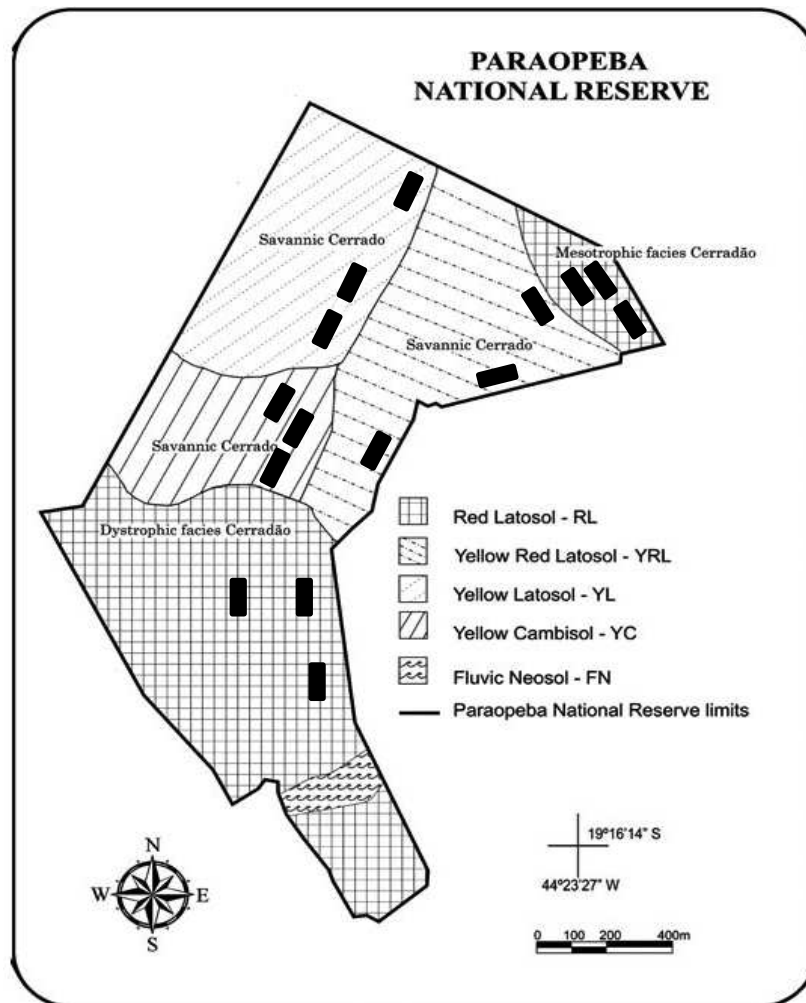 PARAOPEBA
NATIONAL RESERVE
Savannic Cerrado
Mesotrophic facies Cerradão
Savannic Cerrado
Savannic Cerrado
Dystrophic facies Cerradão
Red Latosol - RL
Yellow Red Latosol - YRL
Yellow Latosol - YL
Yellow Cambisol - YC
Fluvic Neosol - FN
Paraopeba National Reserve limits
N
W E
S
19º16'14" S
44º23'27" W
0 100 200 400m